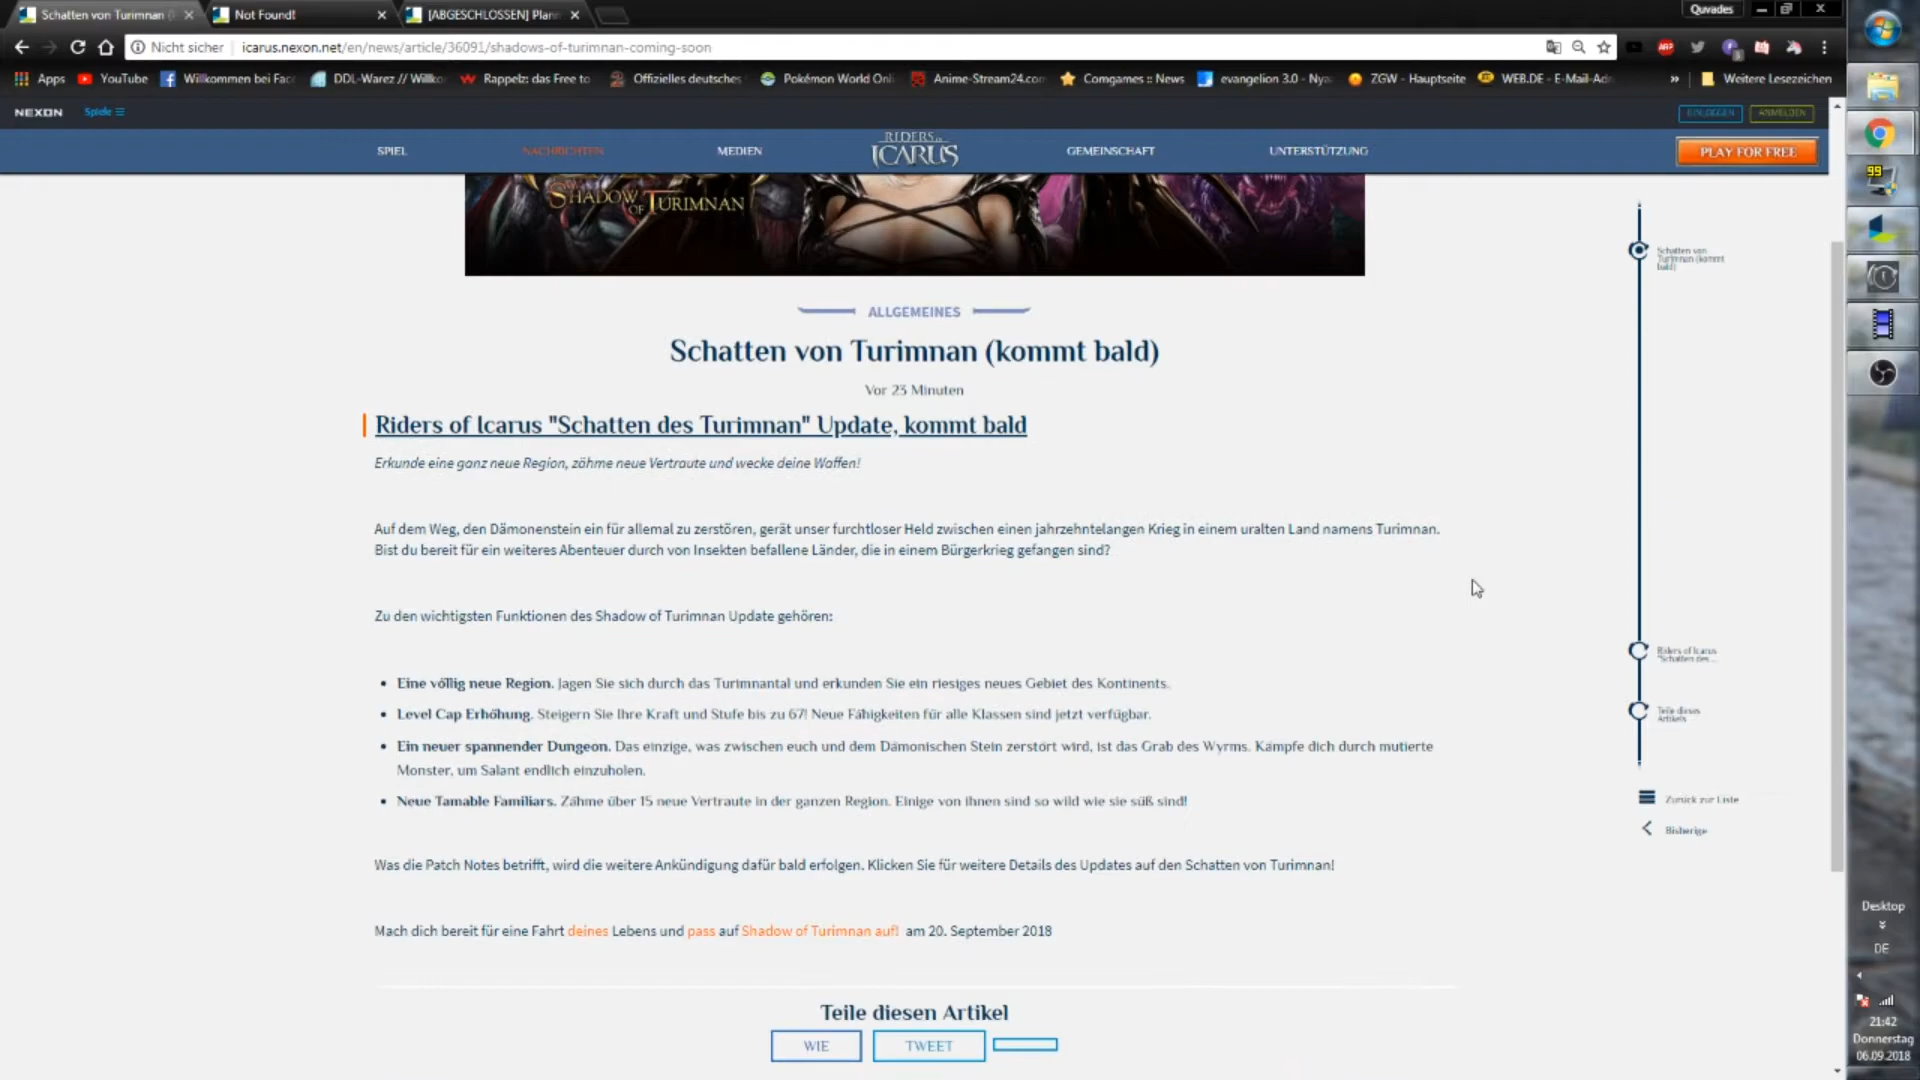 Schatten von Turimnan (
Not Found!
[ABGESCHLOSSEN] Plan
Quvades
Nicht sicher
icarus.nexon.net/en/news/article/36091/shadows-of-turimnan-coming-soon
Apps
YouTube
Willkommen bei Fac
DDL-Warez // Willko
Rappelz: das Free to
Offizielles deutsches
Pokémon World Onli
Anime-Stream24.com
Comgames :: News
evangelion 3.0 - Nya
ZGW - Hauptseite
WEB.DE - E-Mail-Ad
»
Weitere Lesezeichen
NEXON
Spiele
EINLOGGEN
ANMELDEN
SPIEL
NACHRICHTEN
MEDIEN
RIDERS OF ICARUS
GEMEINSCHAFT
UNTERSTÜTZUNG
PLAY FOR FREE
SHADOW OF TURIMNAN
ALLGEMEINES
Schatten von Turimnan (kommt bald)
Vor 23 Minuten
Riders of Icarus "Schatten des Turimnan" Update, kommt bald
Erkunde eine ganz neue Region, zähme neue Vertraute und wecke deine Waffen!
Auf dem Weg, den Dämonenstein ein für allemal zu zerstören, gerät unser furchtloser Held zwischen einen jahrzehntelangen Krieg in einem uralten Land namens Turimnan.
Bist du bereit für ein weiteres Abenteuer durch von Insekten befallene Länder, die in einem Bürgerkrieg gefangen sind?
Zu den wichtigsten Funktionen des Shadow of Turimnan Update gehören:
• Eine völlig neue Region. Jagen Sie sich durch das Turimnantal und erkunden Sie ein riesiges neues Gebiet des Kontinents.
• Level Cap Erhöhung. Steigern Sie Ihre Kraft und Stufe bis zu 67! Neue Fähigkeiten für alle Klassen sind jetzt verfügbar.
• Ein neuer spannender Dungeon. Das einzige, was zwischen euch und dem Dämonischen Stein zerstört wird, ist das Grab des Wyrms. Kämpfe dich durch mutierte
Monster, um Salant endlich einzuholen.
• Neue Tamable Familiars. Zähme über 15 neue Vertraute in der ganzen Region. Einige von ihnen sind so wild wie sie süß sind!
Was die Patch Notes betrifft, wird die weitere Ankündigung dafür bald erfolgen. Klicken Sie für weitere Details des Updates auf den Schatten von Turimnan!
Mach dich bereit für eine Fahrt deines Lebens und pass auf Shadow of Turimnan auf! am 20. September 2018
Teile diesen Artikel
WIE
TWEET
Schatten von
Turimnan (kommt
bald)
Riders of Icarus
"Schatten des...
Teile dieses
Artikels
Zurück zur Liste
Bisherige
99
Desktop
DE
21:42
Donnerstag
06.09.2018